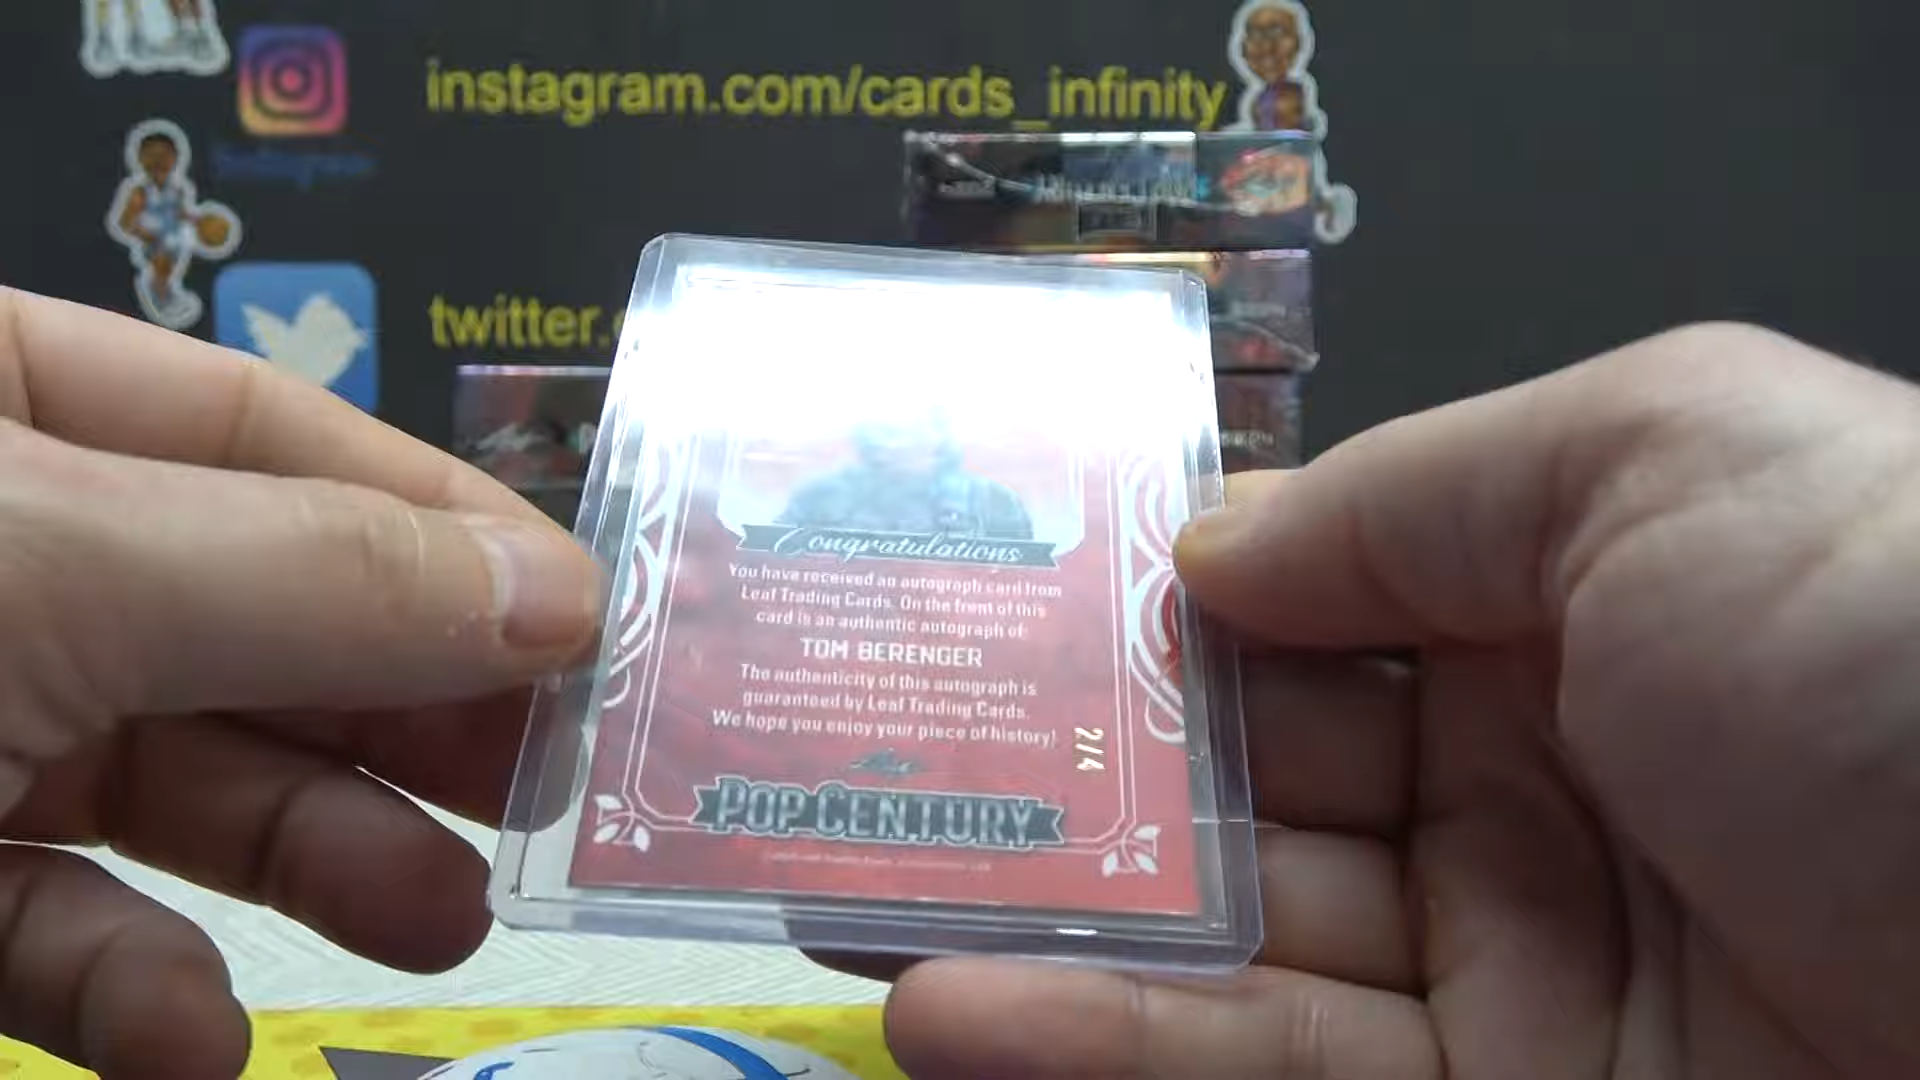 instagram.com/cards_infinity
Instagram
twitter.
Congratulations
You have received an autograph card from
Leaf Trading Cards. On the front of this
card is an authentic autograph of:
TOM BERENGER
The authenticity of this autograph is
guaranteed by Leaf Trading Cards.
We hope you enjoy your piece of history!
2/4
Leaf
POP CENTURY